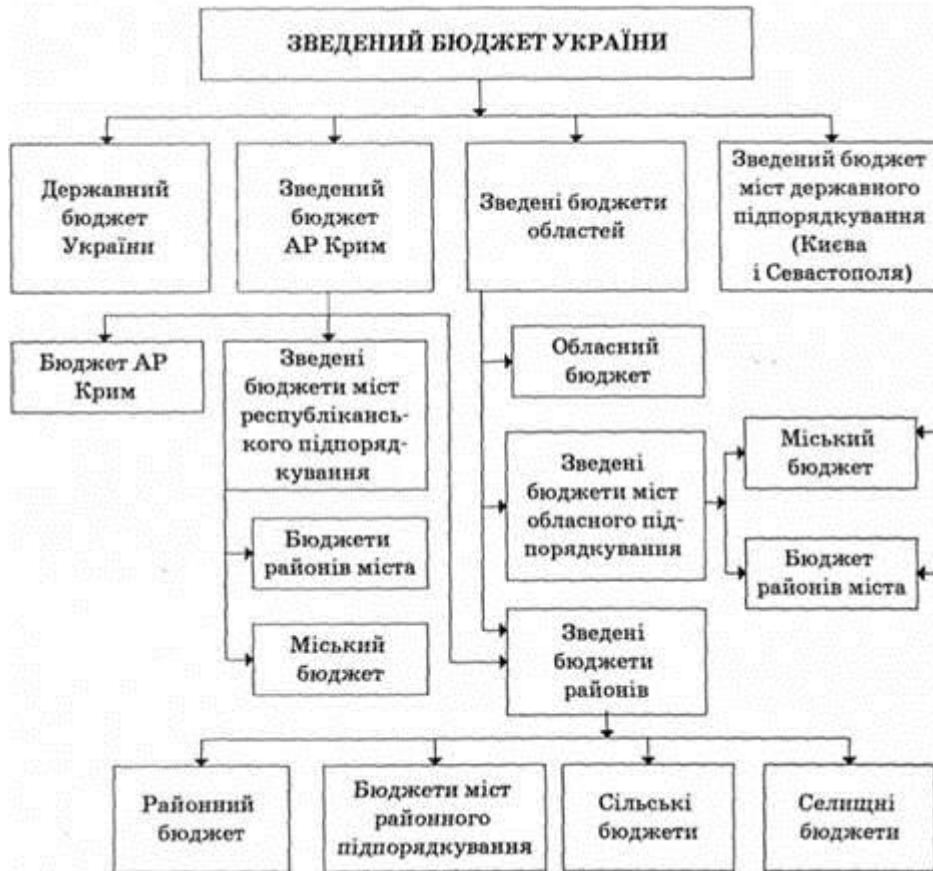 ЗВЕДЕНИЙ БЮДЖЕТ УКРАЇНИ
Державний
бюджет
України
Зведений
бюджет
АР Крим
Зведені бюджети
областей
Зведений бюджет
міст державного
підпорядкування
(Києва
і Севастополя)
Бюджет АР
Крим
Зведені
бюджети міст
республікансь-
кого підпоряд-
кування
Обласний
бюджет
Зведені
бюджети міст
обласного під-
порядкування
Міський
бюджет
Бюджети
районів міста
Бюджет
районів міста
Міський
бюджет
Зведені
бюджети
районів
Районний
бюджет
Бюджети міст
районного
підпорядкування
Сільські
бюджети
Селищні
бюджети